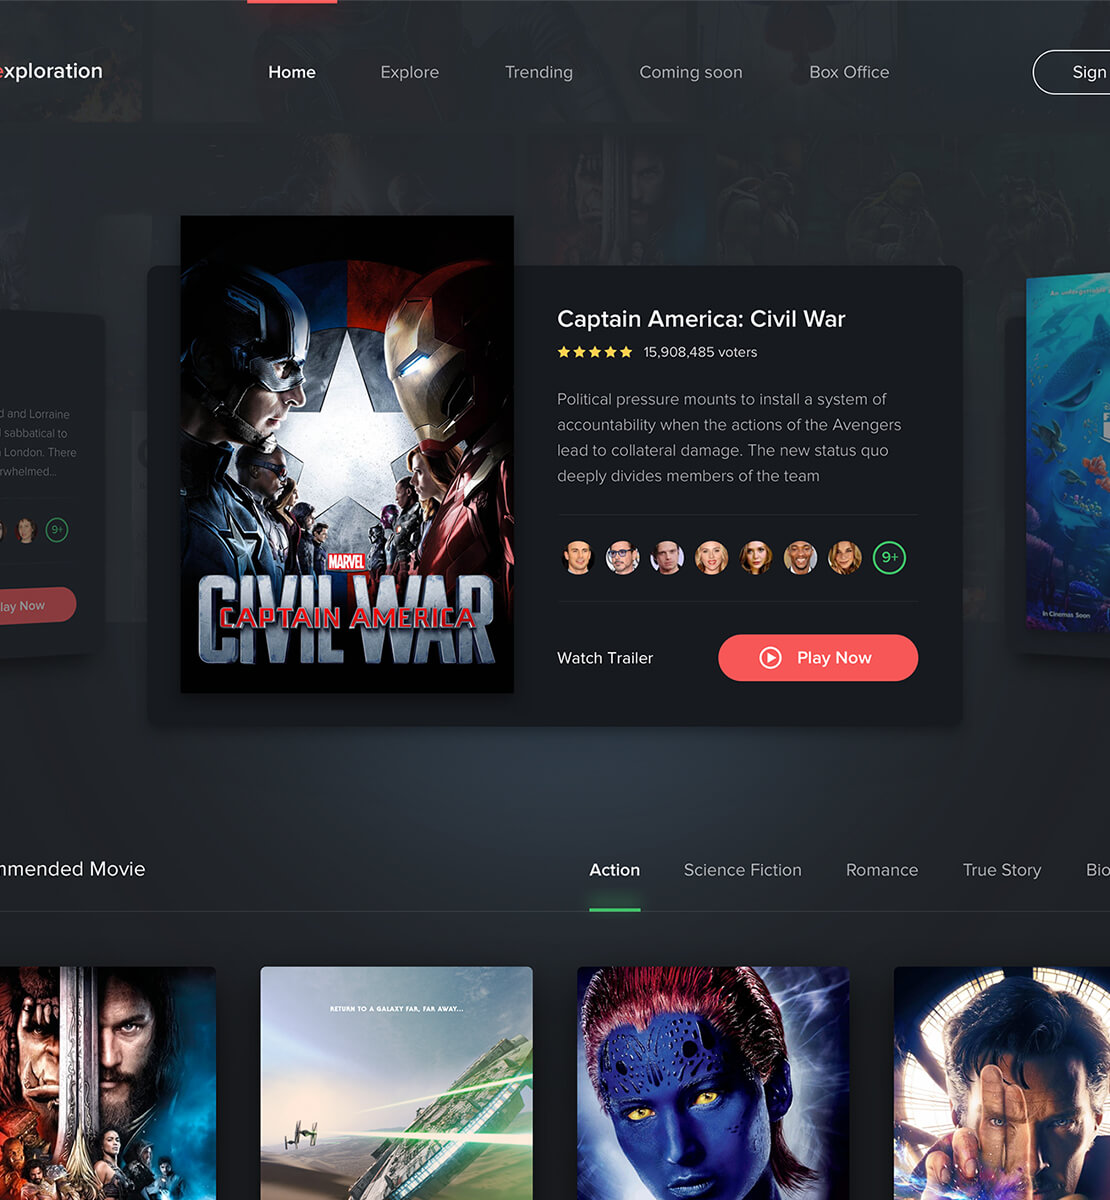 exploration
Home
Explore
Trending
Coming soon
Box Office
Sign
Captain America: Civil War
15,908,485 voters
Political pressure mounts to install a system of
accountability when the actions of the Avengers
lead to collateral damage. The new status quo
deeply divides members of the team
9+
Watch Trailer
Play Now
MARVEL
CIVIL WAR
CAPTAIN AMERICA
d and Lorraine
sabbatical to
London. There
rwhelmed...
9+
lay Now
An unforgettable
In Cinemas Soon
mmended Movie
Action
Science Fiction
Romance
True Story
Bio
RETURN TO A GALAXY FAR, FAR AWAY...